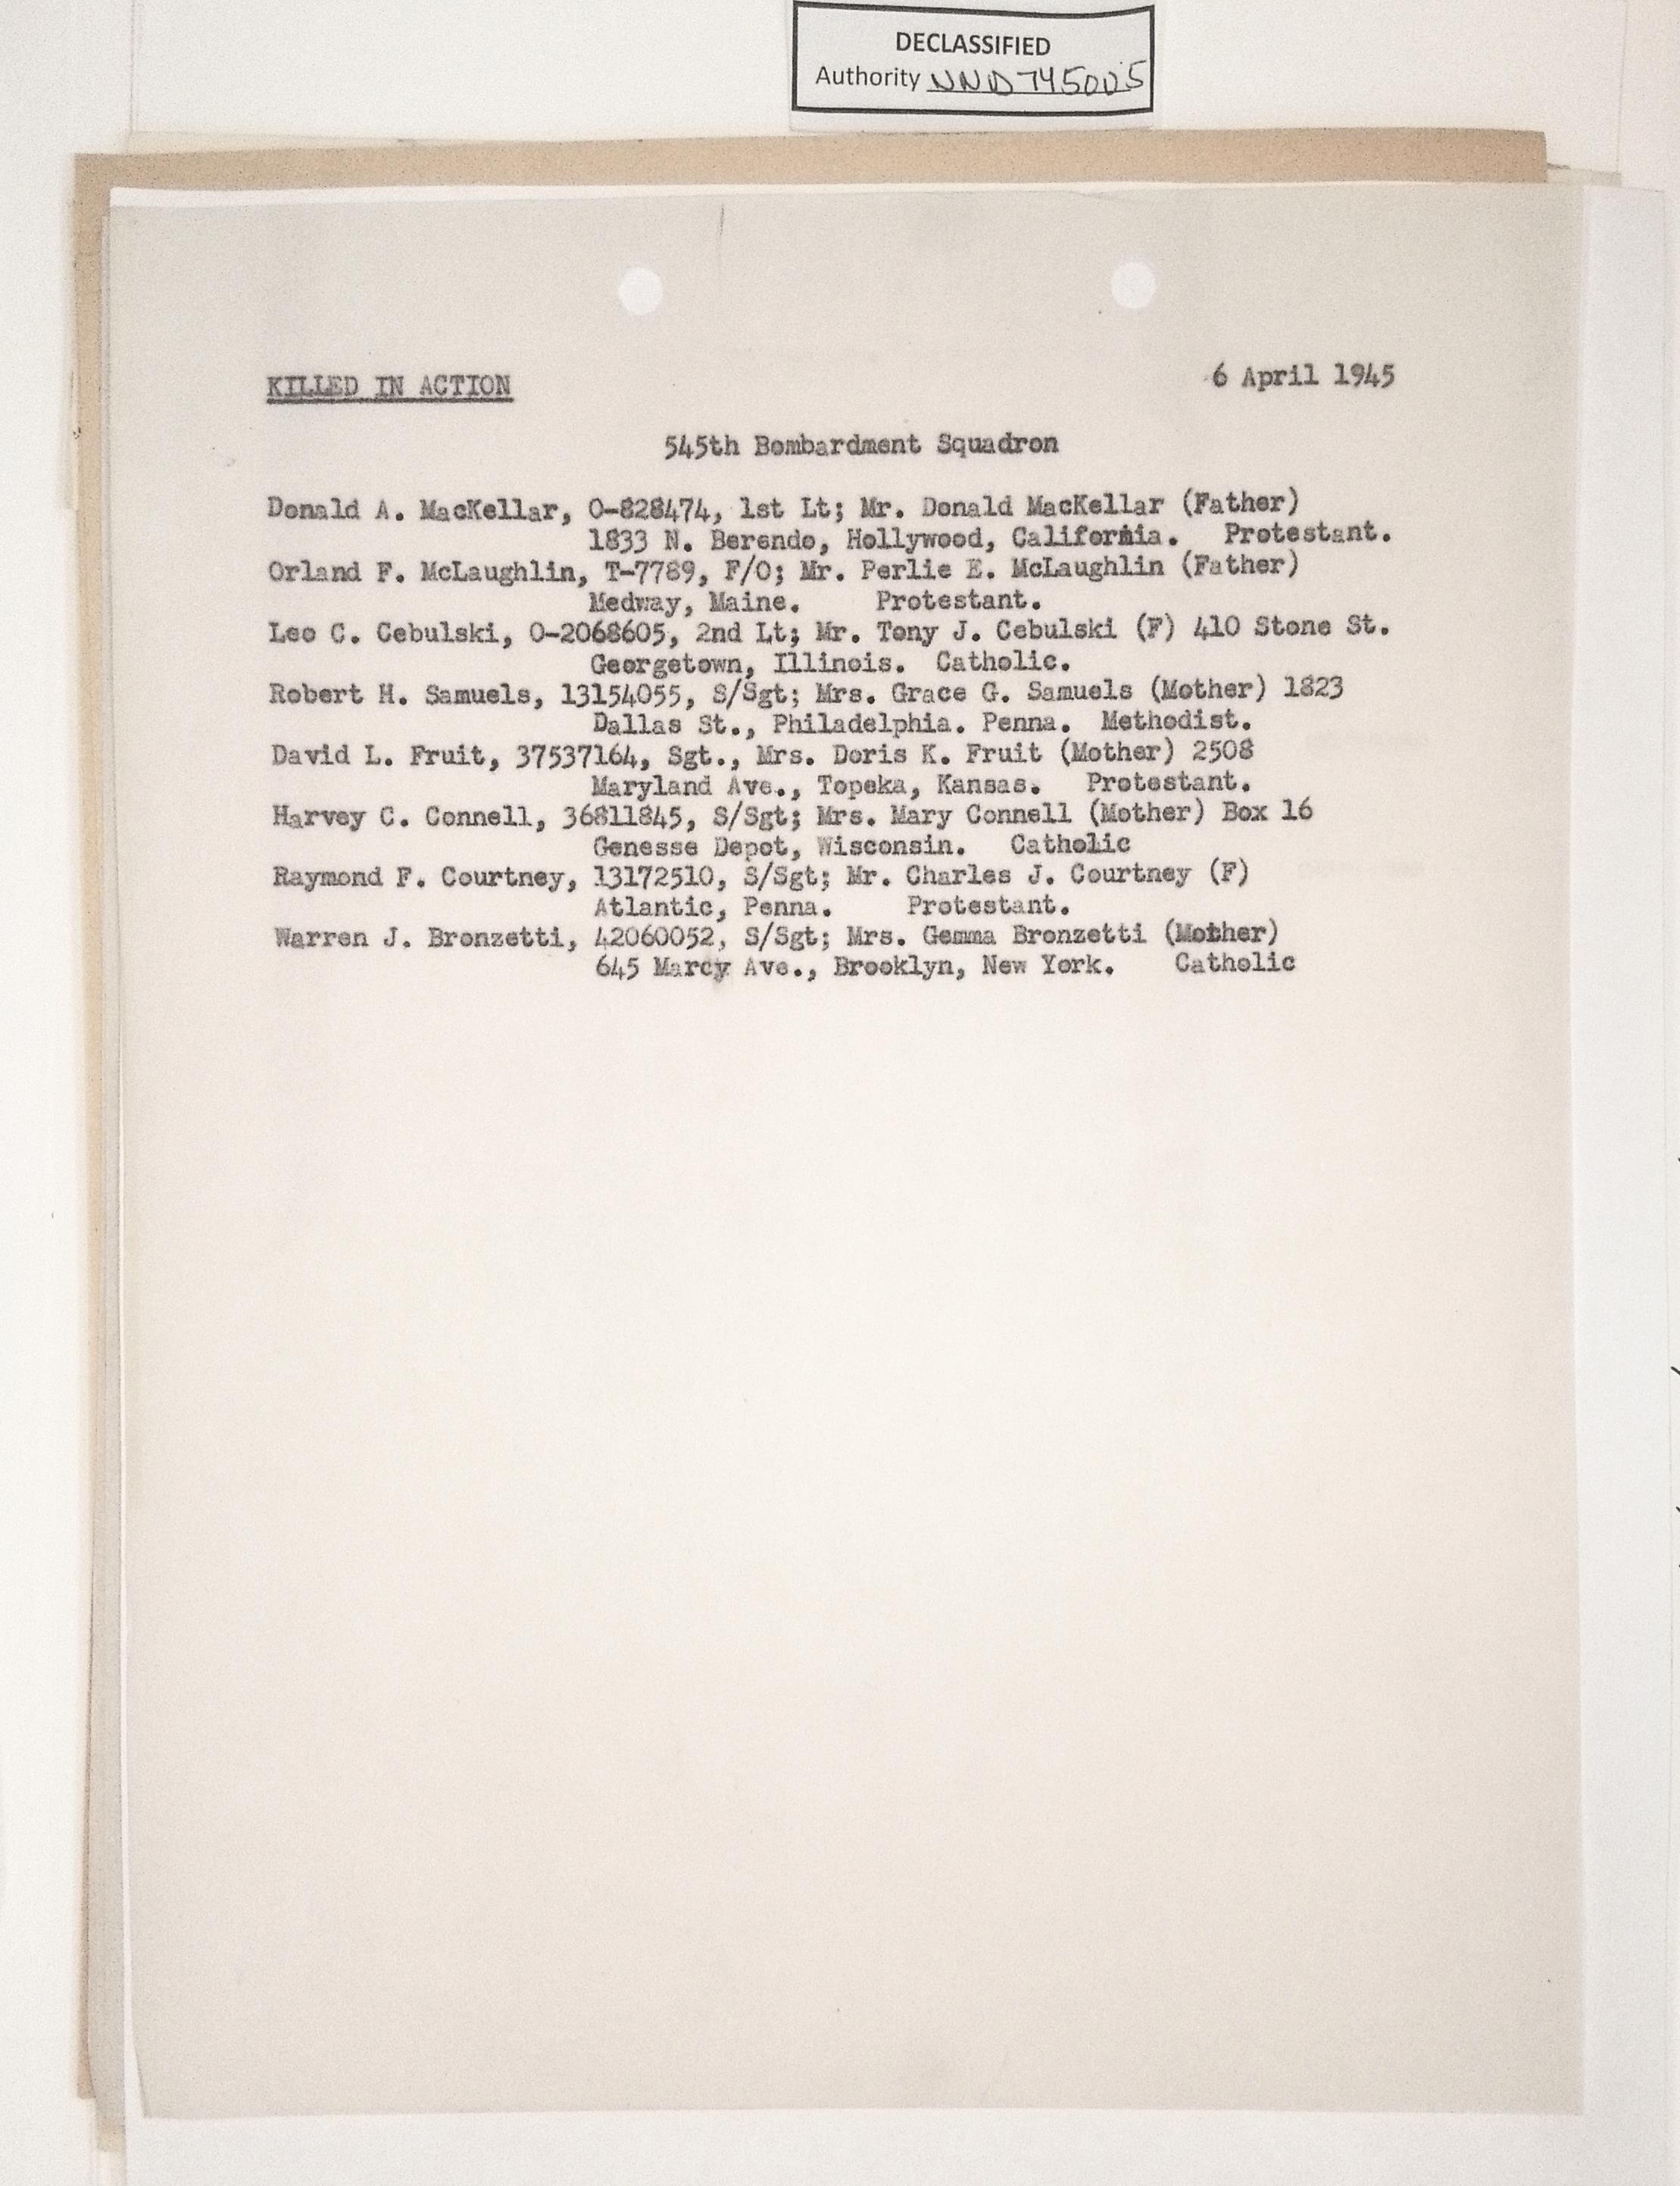 DECLASSIFIED
Authority NND 745005
KILLED IN ACTION
6 April 1945
545th Bombardment Squadron
Donald A. MacKellar, O-828474, 1st Lt; Mr. Donald MacKellar (Father)
1833 N. Berendo, Hollywood, California. Protestant.
Orland F. McLaughlin, T-7789, F/O; Mr. Perlie E. McLaughlin (Father)
Medway, Maine. Protestant.
Leo C. Cebulski, O-2068605, 2nd Lt; Mr. Tony J. Cebulski (F) 410 Stone St.
Georgetown, Illinois. Catholic.
Robert H. Samuels, 13154055, S/Sgt; Mrs. Grace G. Samuels (Mother) 1823
Dallas St., Philadelphia. Penna. Methodist.
David L. Fruit, 37537164, Sgt., Mrs. Doris K. Fruit (Mother) 2508
Maryland Ave., Topeka, Kansas. Protestant.
Harvey C. Connell, 36811845, S/Sgt; Mrs. Mary Connell (Mother) Box 16
Genesse Depot, Wisconsin. Catholic
Raymond F. Courtney, 13172510, S/Sgt; Mr. Charles J. Courtney (F)
Atlantic, Penna. Protestant.
Warren J. Bronzetti, 42060052, S/Sgt; Mrs. Gemma Bronzetti (Mother)
645 Marcy Ave., Brooklyn, New York. Catholic